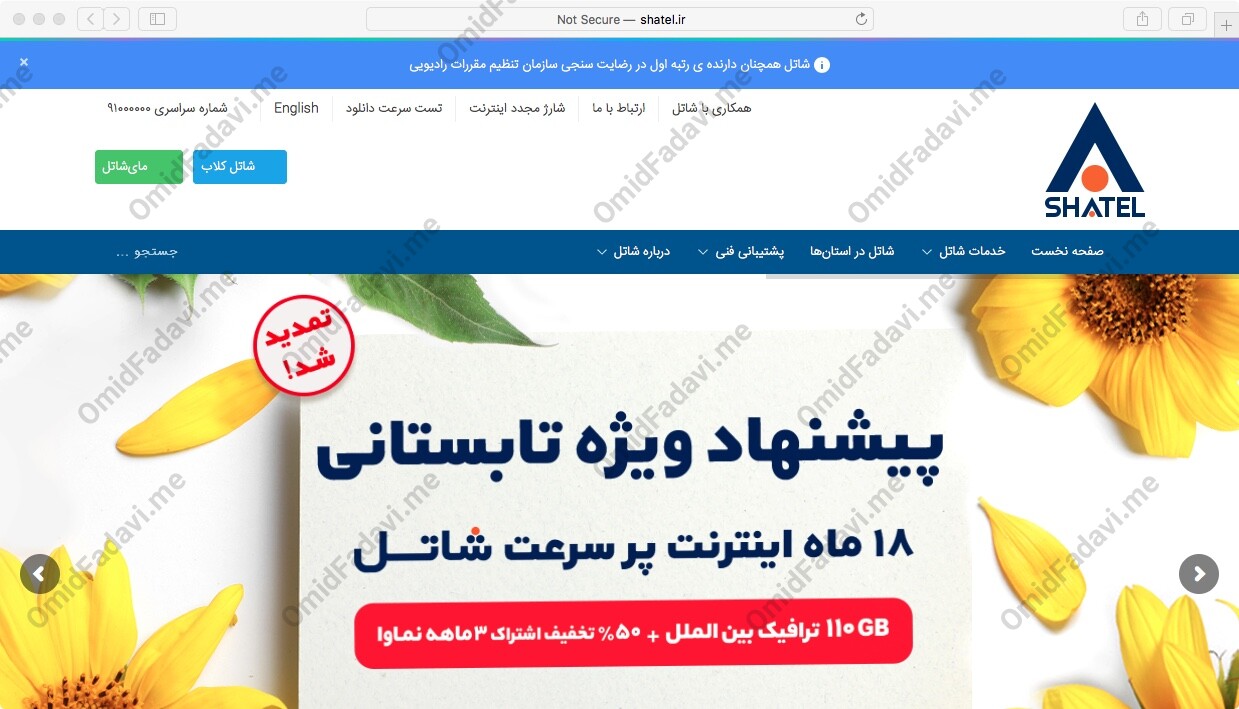 Not Secure — shatel.ir
شاتل همچنان دارنده ی رتبه اول در رضایت سنجی سازمان تنظیم مقررات رادیویی
همکاری با شاتل
ارتباط با ما
شارژ مجدد اینترنت
تست سرعت دانلود
English
شماره سراسری ۹۱۰۰۰۰۰۰
شاتل کلاب
مای‌شاتل
SHATEL
صفحه نخست
خدمات شاتل
شاتل در استان‌ها
پشتیبانی فنی
درباره شاتل
جستجو ...
تمدید
شد!
پیشنهاد ویژه تابستانی
۱۸ ماه اینترنت پر سرعت شاتــل
۱۱۰GB ترافیک بین الملل + ۵۰% تخفیف اشتراک ۳ ماهه نماوا
OmidFadavi.me